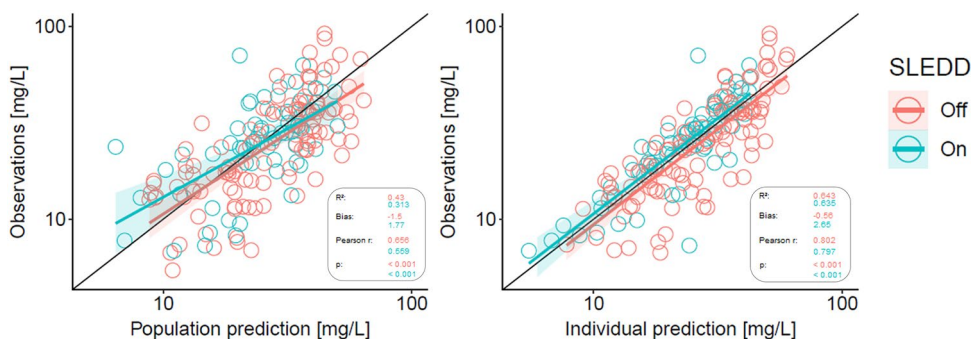 100
10
Observations [mg/L]
R²:
0.43
0.313
Bias:
-1.5
1.77
Pearson r:
0.656
0.559
p:
< 0.001
< 0.001
10
100
Population prediction [mg/L]
100
10
Observations [mg/L]
R²:
0.643
0.635
Bias:
-0.56
2.65
Pearson r:
0.802
0.797
p:
< 0.001
< 0.001
10
100
Individual prediction [mg/L]
SLEDD
Off
On